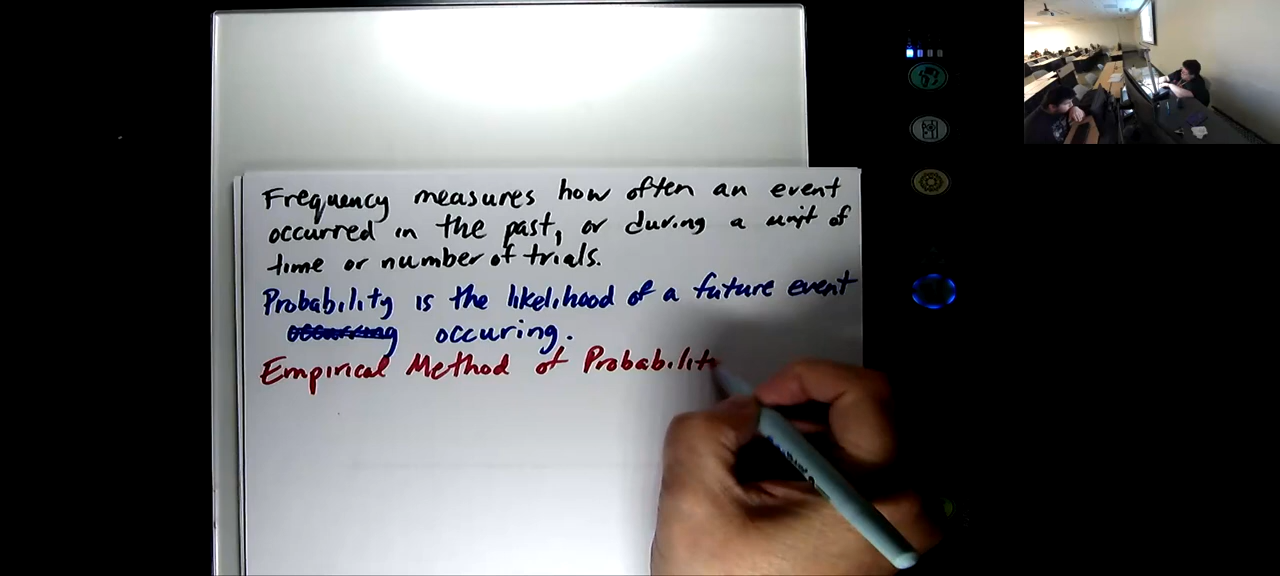 Frequency measures how often an event
occurred in the past, or during a unit of
time or number of trials.
Probability is the likelihood of a future event
occuring.
Empirical Method of Probabilit